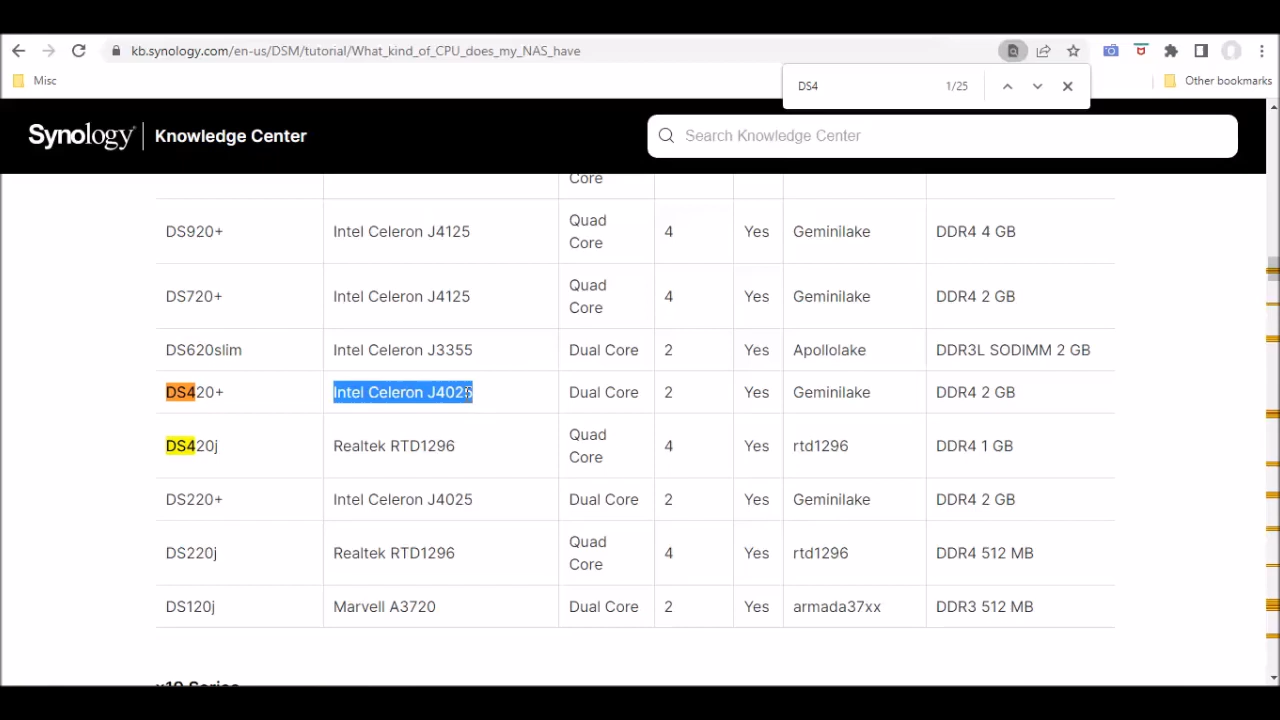 kb.synology.com/en-us/DSM/tutorial/What_kind_of_CPU_does_my_NAS_have
Misc
DS4 1/25
Other bookmarks
Synology Knowledge Center
Search Knowledge Center
Core
DS920+ Intel Celeron J4125 Quad Core 4 Yes Geminilake DDR4 4 GB
DS720+ Intel Celeron J4125 Quad Core 4 Yes Geminilake DDR4 2 GB
DS620slim Intel Celeron J3355 Dual Core 2 Yes Apollolake DDR3L SODIMM 2 GB
DS420+ Intel Celeron J4025 Dual Core 2 Yes Geminilake DDR4 2 GB
DS420j Realtek RTD1296 Quad Core 4 Yes rtd1296 DDR4 1 GB
DS220+ Intel Celeron J4025 Dual Core 2 Yes Geminilake DDR4 2 GB
DS220j Realtek RTD1296 Quad Core 4 Yes rtd1296 DDR4 512 MB
DS120j Marvell A3720 Dual Core 2 Yes armada37xx DDR3 512 MB
x19 Series